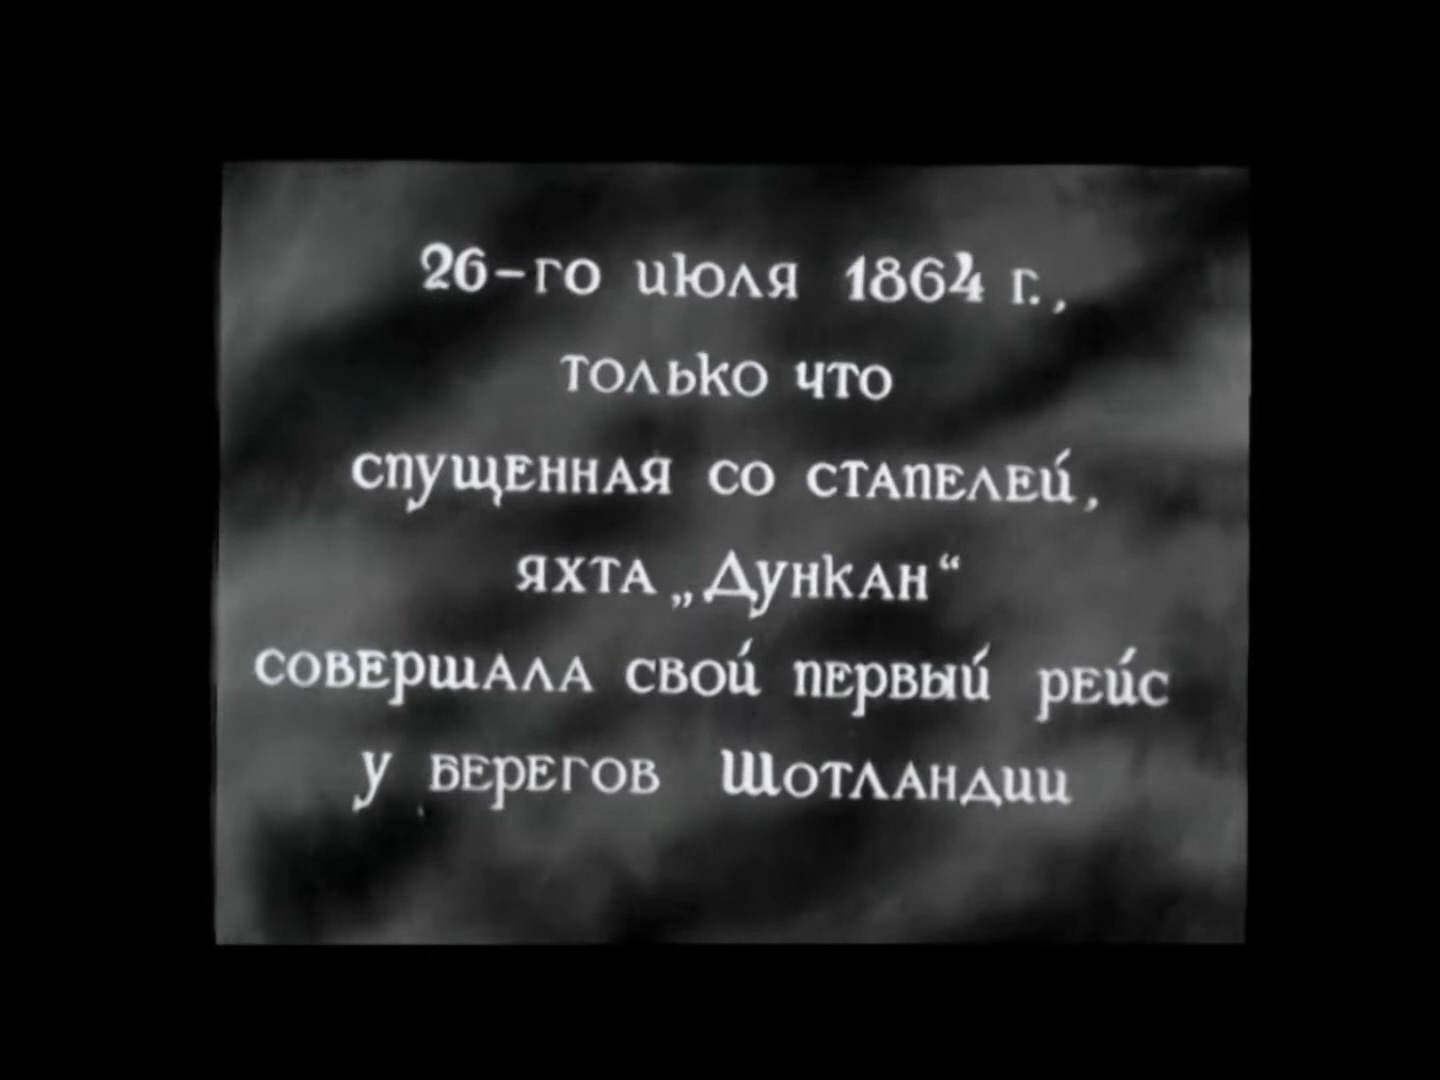 26-го июля 1864 г.,
только что
спущенная со стапелей,
яхта „Дункан“
совершала свой первый рейс
у берегов Шотландии